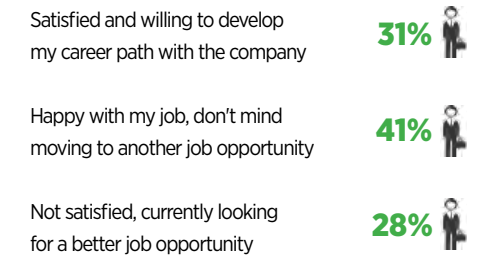 Satisfied and willing to develop
my career path with the company
31%
Happy with my job, don't mind
moving to another job opportunity
41%
Not satisfied, currently looking
for a better job opportunity
28%